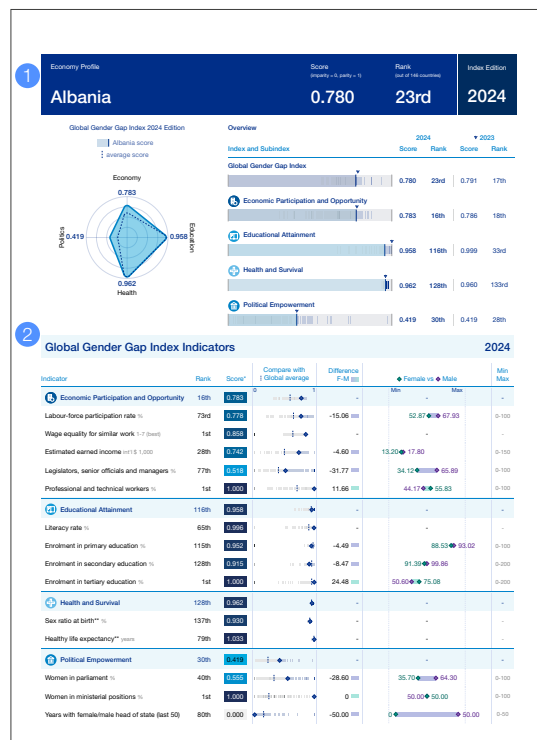 1
Economy Profile
Score
(imparity = 0, parity = 1)
Rank
(out of 146 countries)
Index Edition
Albania
0.780
23rd
2024
Global Gender Gap Index 2024 Edition
Albania score
average score
Economy
0.783
Politics
0.419
0.958
Education
0.962
Health
Overview
2024
▼2023
Index and Subindex
Score
Rank
Score
Rank
Global Gender Gap Index
0.780 23rd 0.791 17th
Economic Participation and Opportunity
0.783 16th 0.786 18th
Educational Attainment
0.958 116th 0.999 33rd
Health and Survival
0.962 128th 0.960 133rd
Political Empowerment
0.419 30th 0.419 28th
2
Global Gender Gap Index Indicators
2024
Indicator
Rank
Score*
Compare with
| Global average
Difference
F-M
◆ Female vs ◆ Male
Min
Max
0 1 Min Max
Economic Participation and Opportunity 16th 0.783 - - -
Labour-force participation rate % 73rd 0.778 -15.06 52.87 67.93 0-100
Wage equality for similar work 1-7 (best) 1st 0.858 - - -
Estimated earned income int'l $ 1,000 28th 0.742 -4.60 13.20 17.80 0-150
Legislators, senior officials and managers % 77th 0.518 -31.77 34.12 65.89 0-100
Professional and technical workers % 1st 1.000 11.66 44.17 55.83 0-100
Educational Attainment 116th 0.958 - - -
Literacy rate % 65th 0.996 - - -
Enrolment in primary education % 115th 0.952 -4.49 88.53 93.02 0-100
Enrolment in secondary education % 128th 0.915 -8.47 91.39 99.86 0-200
Enrolment in tertiary education % 1st 1.000 24.48 50.60 75.08 0-200
Health and Survival 128th 0.962 - - -
Sex ratio at birth** % 137th 0.930 - - -
Healthy life expectancy** years 79th 1.033 - - -
Political Empowerment 30th 0.419 - - -
Women in parliament % 40th 0.555 -28.60 35.70 64.30 0-100
Women in ministerial positions % 1st 1.000 0 50.00 50.00 0-100
Years with female/male head of state (last 50) 80th 0.000 -50.00 0 50.00 0-50